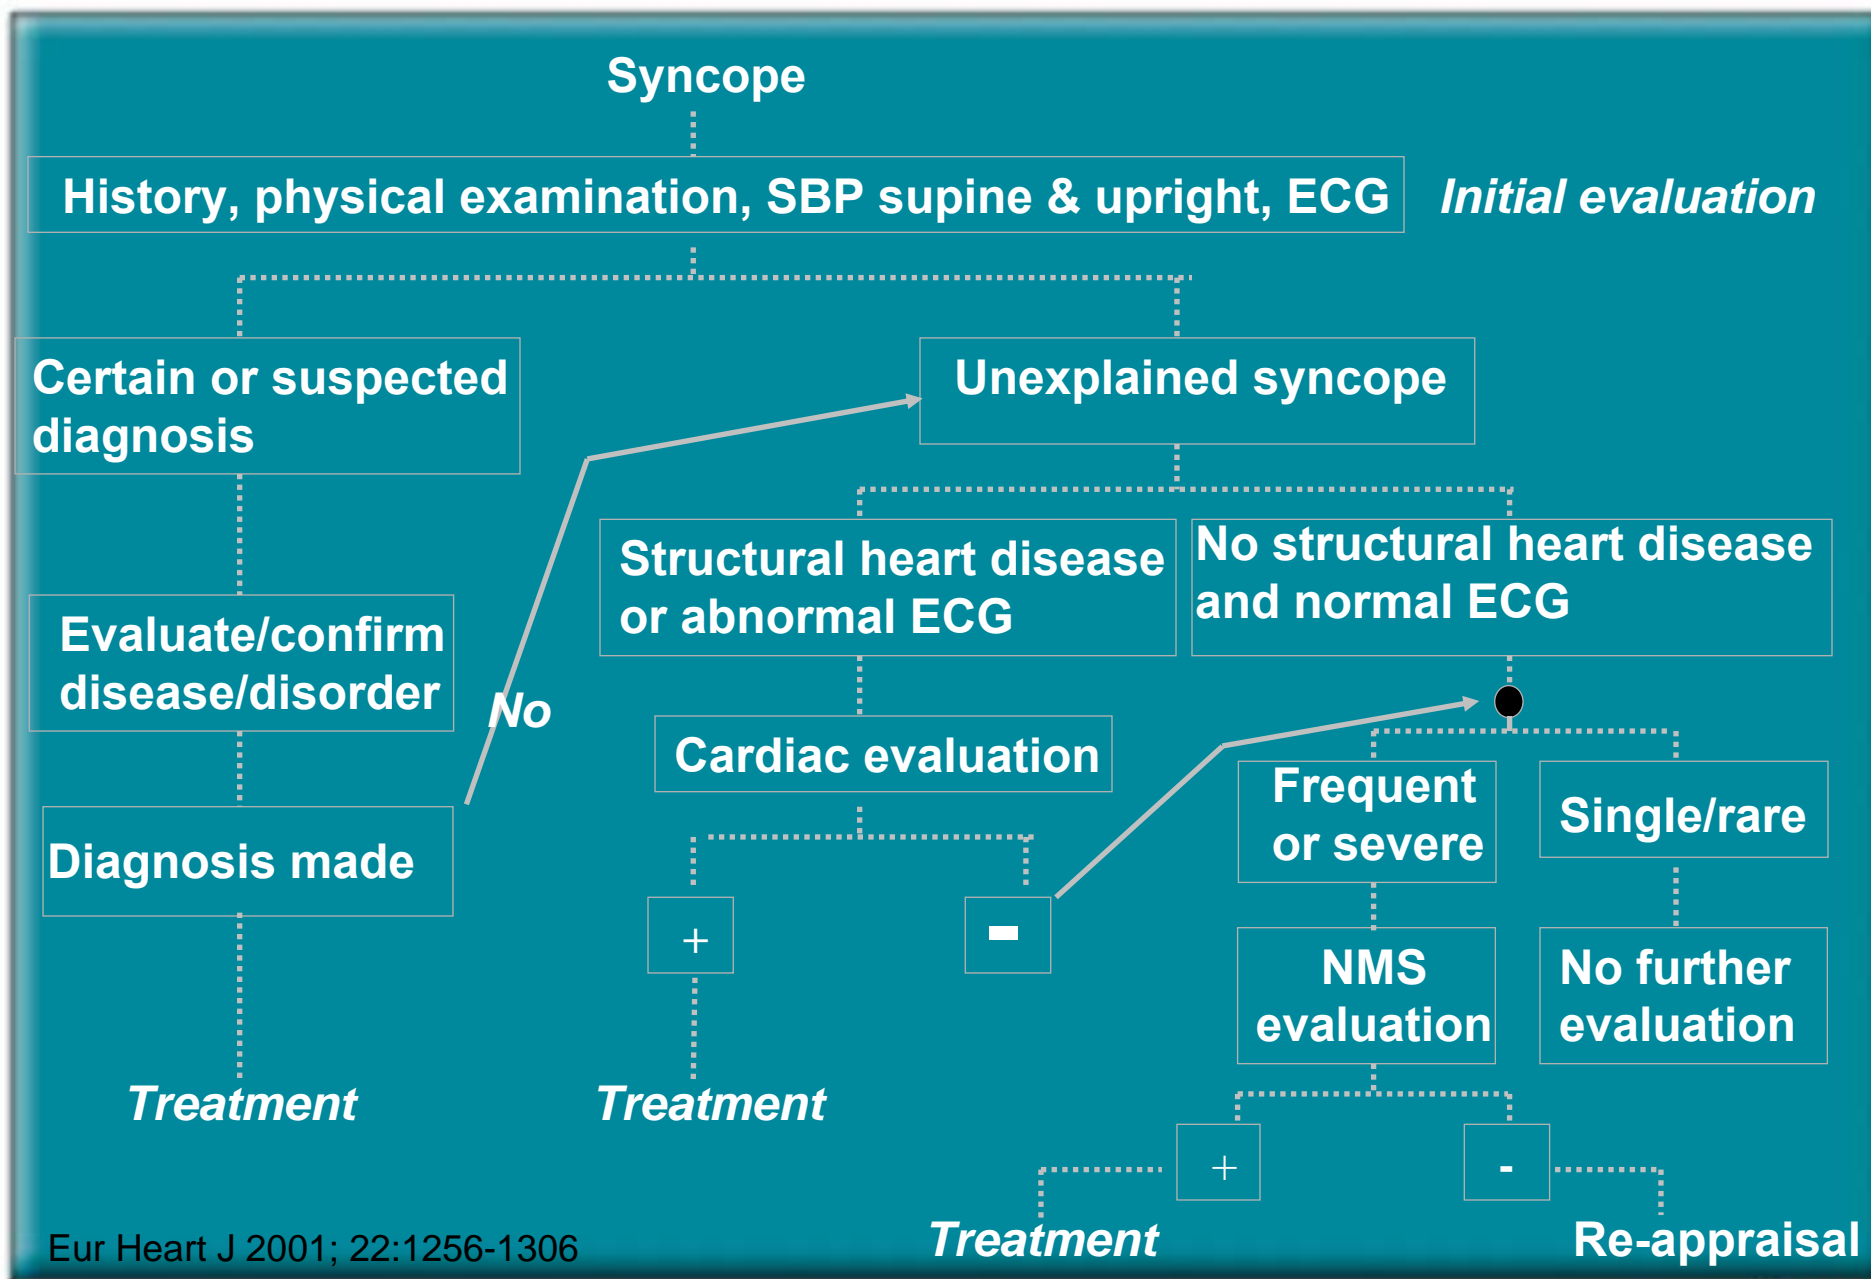 Syncope
History, physical examination, SBP supine & upright, ECG
Initial evaluation
Certain or suspected
diagnosis
Unexplained syncope
Evaluate/confirm
disease/disorder
No
Diagnosis made
Treatment
Structural heart disease
or abnormal ECG
Cardiac evaluation
+
-
Treatment
No structural heart disease
and normal ECG
Frequent
or severe
Single/rare
NMS
evaluation
No further
evaluation
+
-
Treatment
Re-appraisal
Eur Heart J 2001; 22:1256-1306